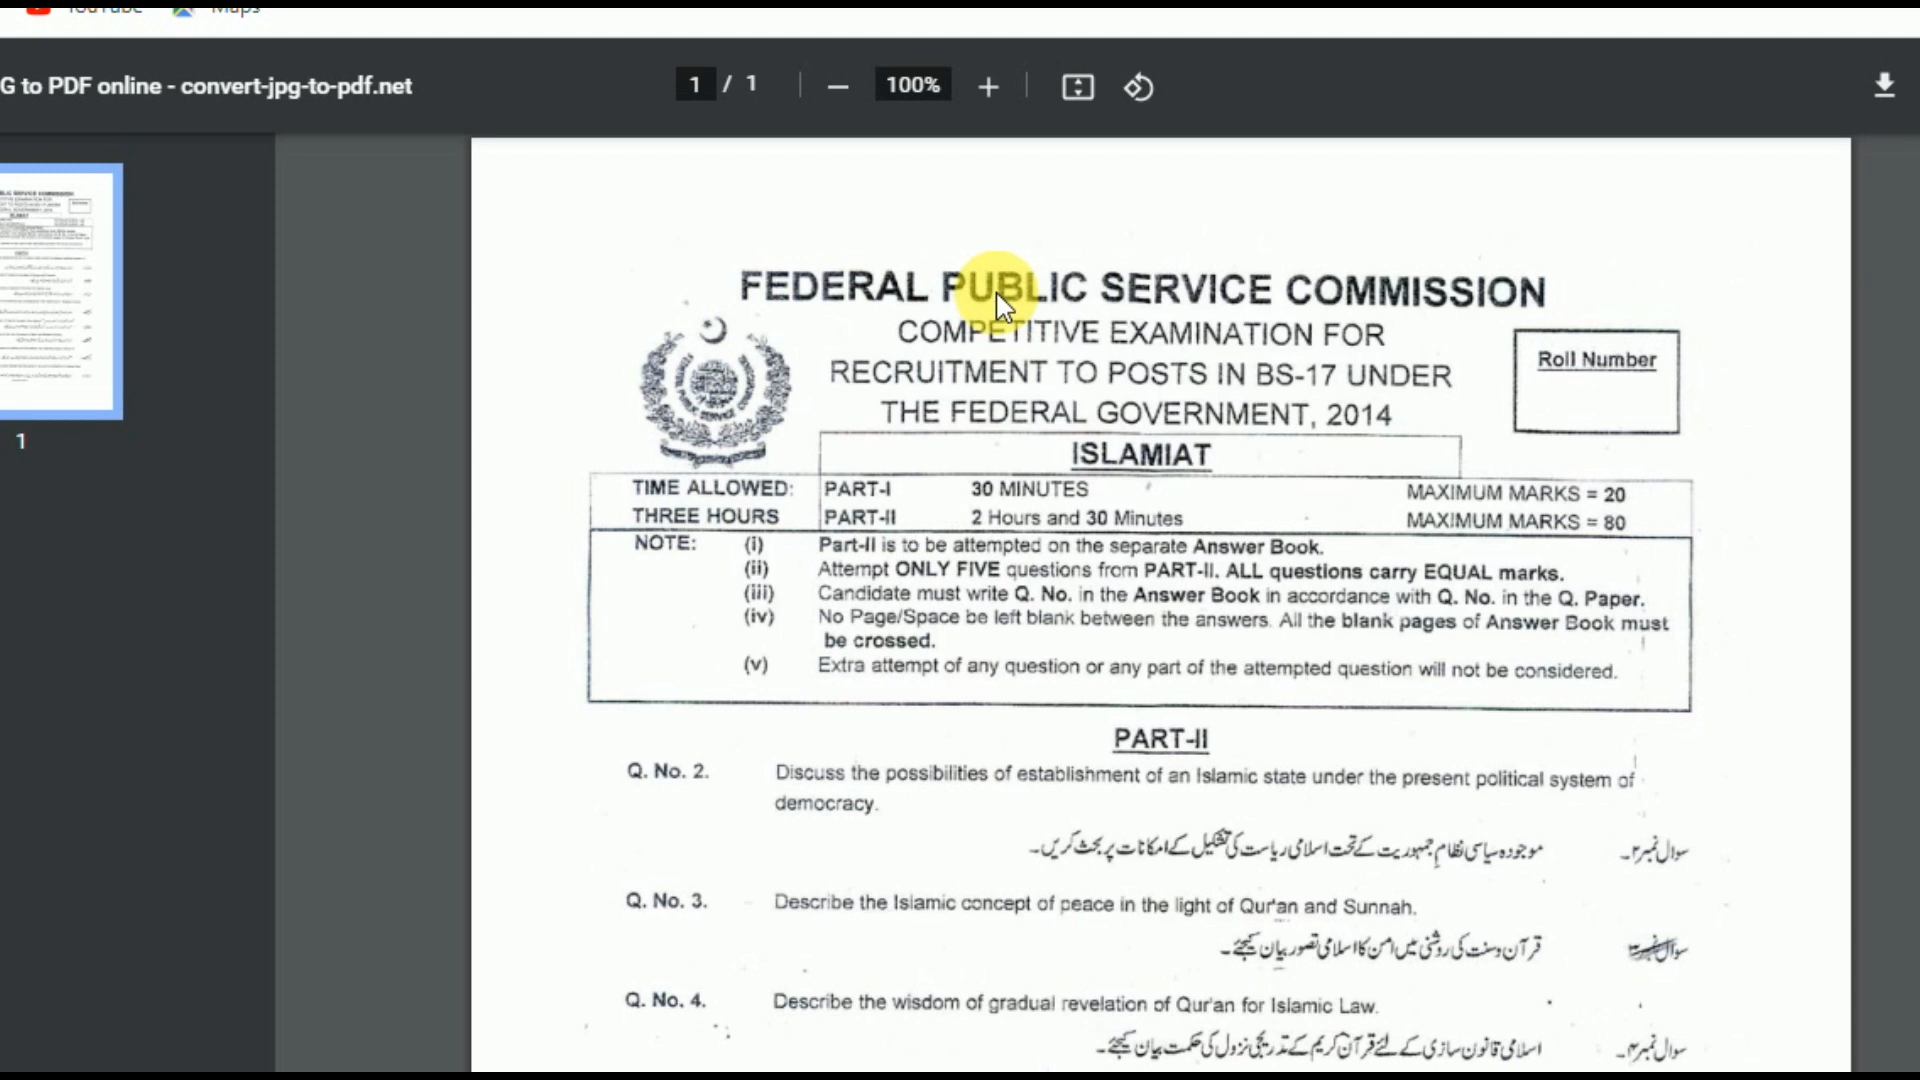 YouTube Maps
G to PDF online - convert-jpg-to-pdf.net 1 / 1 100%
1
FEDERAL PUBLIC SERVICE COMMISSION
COMPETITIVE EXAMINATION FOR
RECRUITMENT TO POSTS IN BS-17 UNDER
THE FEDERAL GOVERNMENT, 2014
Roll Number
ISLAMIAT
TIME ALLOWED: PART-I 30 MINUTES MAXIMUM MARKS = 20
THREE HOURS PART-II 2 Hours and 30 Minutes MAXIMUM MARKS = 80
NOTE: (i) Part-II is to be attempted on the separate Answer Book.
(ii) Attempt ONLY FIVE questions from PART-II. ALL questions carry EQUAL marks.
(iii) Candidate must write Q. No. in the Answer Book in accordance with Q. No. in the Q. Paper.
(iv) No Page/Space be left blank between the answers. All the blank pages of Answer Book must
be crossed.
(v) Extra attempt of any question or any part of the attempted question will not be considered.
PART-II
Q. No. 2. Discuss the possibilities of establishment of an Islamic state under the present political system of
democracy.
سوال نمبر۲۔ موجودہ سیاسی نظامِ جمہوریت کے تحت اسلامی ریاست کی تشکیل کے امکانات پر بحث کریں۔
Q. No. 3. Describe the Islamic concept of peace in the light of Qur'an and Sunnah.
قرآن وسنت کی روشنی میں امن کا اسلامی تصور بیان کیجئے۔
Q. No. 4. Describe the wisdom of gradual revelation of Qur'an for Islamic Law.
سوال نمبر۴۔ اسلامی قانون سازی کے لئے قرآن کریم کے تدریجی نزول کی حکمت بیان کیجئے۔